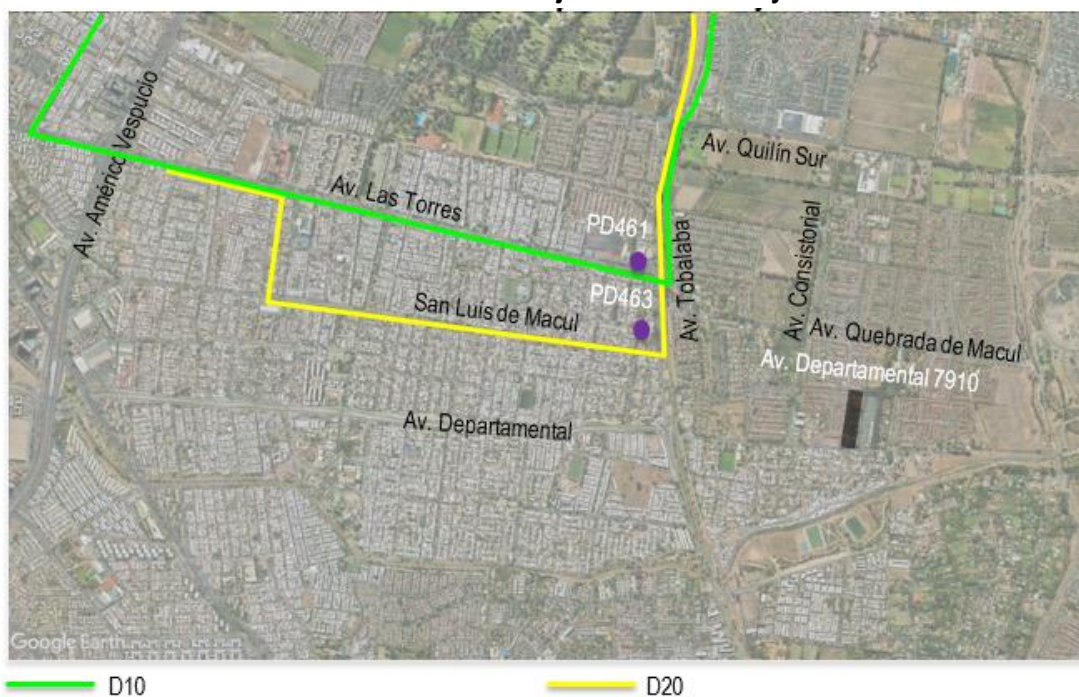 Av. Américo Vespucio
Av. Quilín Sur
Av. Las Torres
PD461
Av. Tobalaba
Av. Consistorial
PD463
San Luis de Macul
Av. Quebrada de Macul
Av. Departamental 7910
Av. Departamental
Google Earth
D10
D20